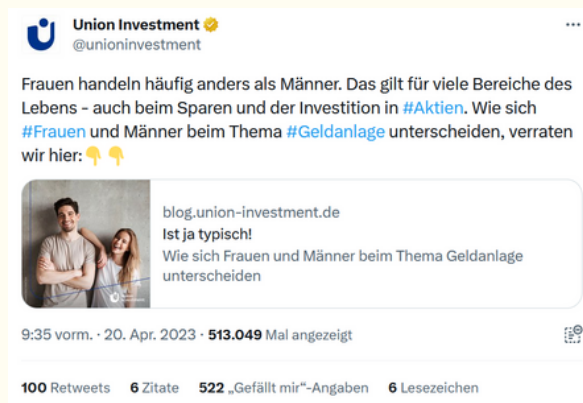 Union Investment
@unioninvestment
Frauen handeln häufig anders als Männer. Das gilt für viele Bereiche des
Lebens - auch beim Sparen und der Investition in #Aktien. Wie sich
#Frauen und Männer beim Thema #Geldanlage unterscheiden, verraten
wir hier:👇👇
blog.union-investment.de
Ist ja typisch!
Wie sich Frauen und Männer beim Thema Geldanlage
unterscheiden
9:35 vorm. · 20. Apr. 2023 · 513.049 Mal angezeigt
100 Retweets 6 Zitate 522 „Gefällt mir“-Angaben 6 Lesezeichen